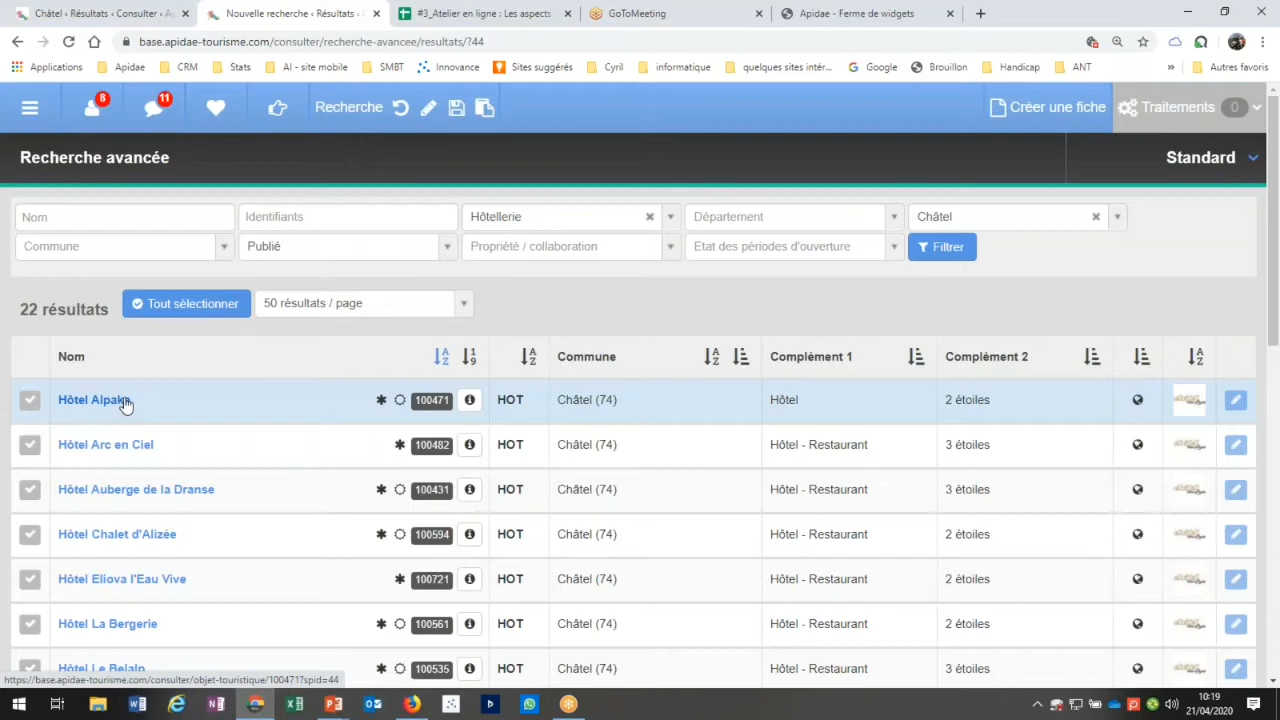 Châtel ‹ Résultats ‹ Consulter ‹ A
Nouvelle recherche ‹ Résultats ‹ C
#3_Atelier en ligne : Les aspects
GoToMeeting
Apidae - Ferme de widgets
base.apidae-tourisme.com/consulter/recherche-avancee/resultats/?44
Applications
Apidae
CRM
Stats
AI - site mobile
SMBT
Innovance
Sites suggérés
Cyril
informatique
quelques sites intér...
Google
Brouillon
Handicap
ANT
»
Autres favoris
8
11
Recherche
Créer une fiche
Traitements 0
Recherche avancée
Standard
Nom
Identifiants
Hôtellerie
Département
Châtel
Commune
Publié
Propriété / collaboration
Etat des périodes d'ouverture
Filtrer
22 résultats
Tout sélectionner
50 résultats / page
Nom
Commune
Complément 1
Complément 2
Hôtel Alpaka 100471 HOT Châtel (74) Hôtel 2 étoiles
Hôtel Arc en Ciel 100482 HOT Châtel (74) Hôtel - Restaurant 3 étoiles
Hôtel Auberge de la Dranse 100431 HOT Châtel (74) Hôtel - Restaurant 3 étoiles
Hôtel Chalet d'Alizée 100594 HOT Châtel (74) Hôtel - Restaurant 2 étoiles
Hôtel Eliova l'Eau Vive 100721 HOT Châtel (74) Hôtel - Restaurant 2 étoiles
Hôtel La Bergerie 100561 HOT Châtel (74) Hôtel - Restaurant 2 étoiles
Hôtel Le Belalp 100535 HOT Châtel (74) Hôtel - Restaurant 3 étoiles
https://base.apidae-tourisme.com/consulter/objet-touristique/100471?spid=44
10:19
21/04/2020